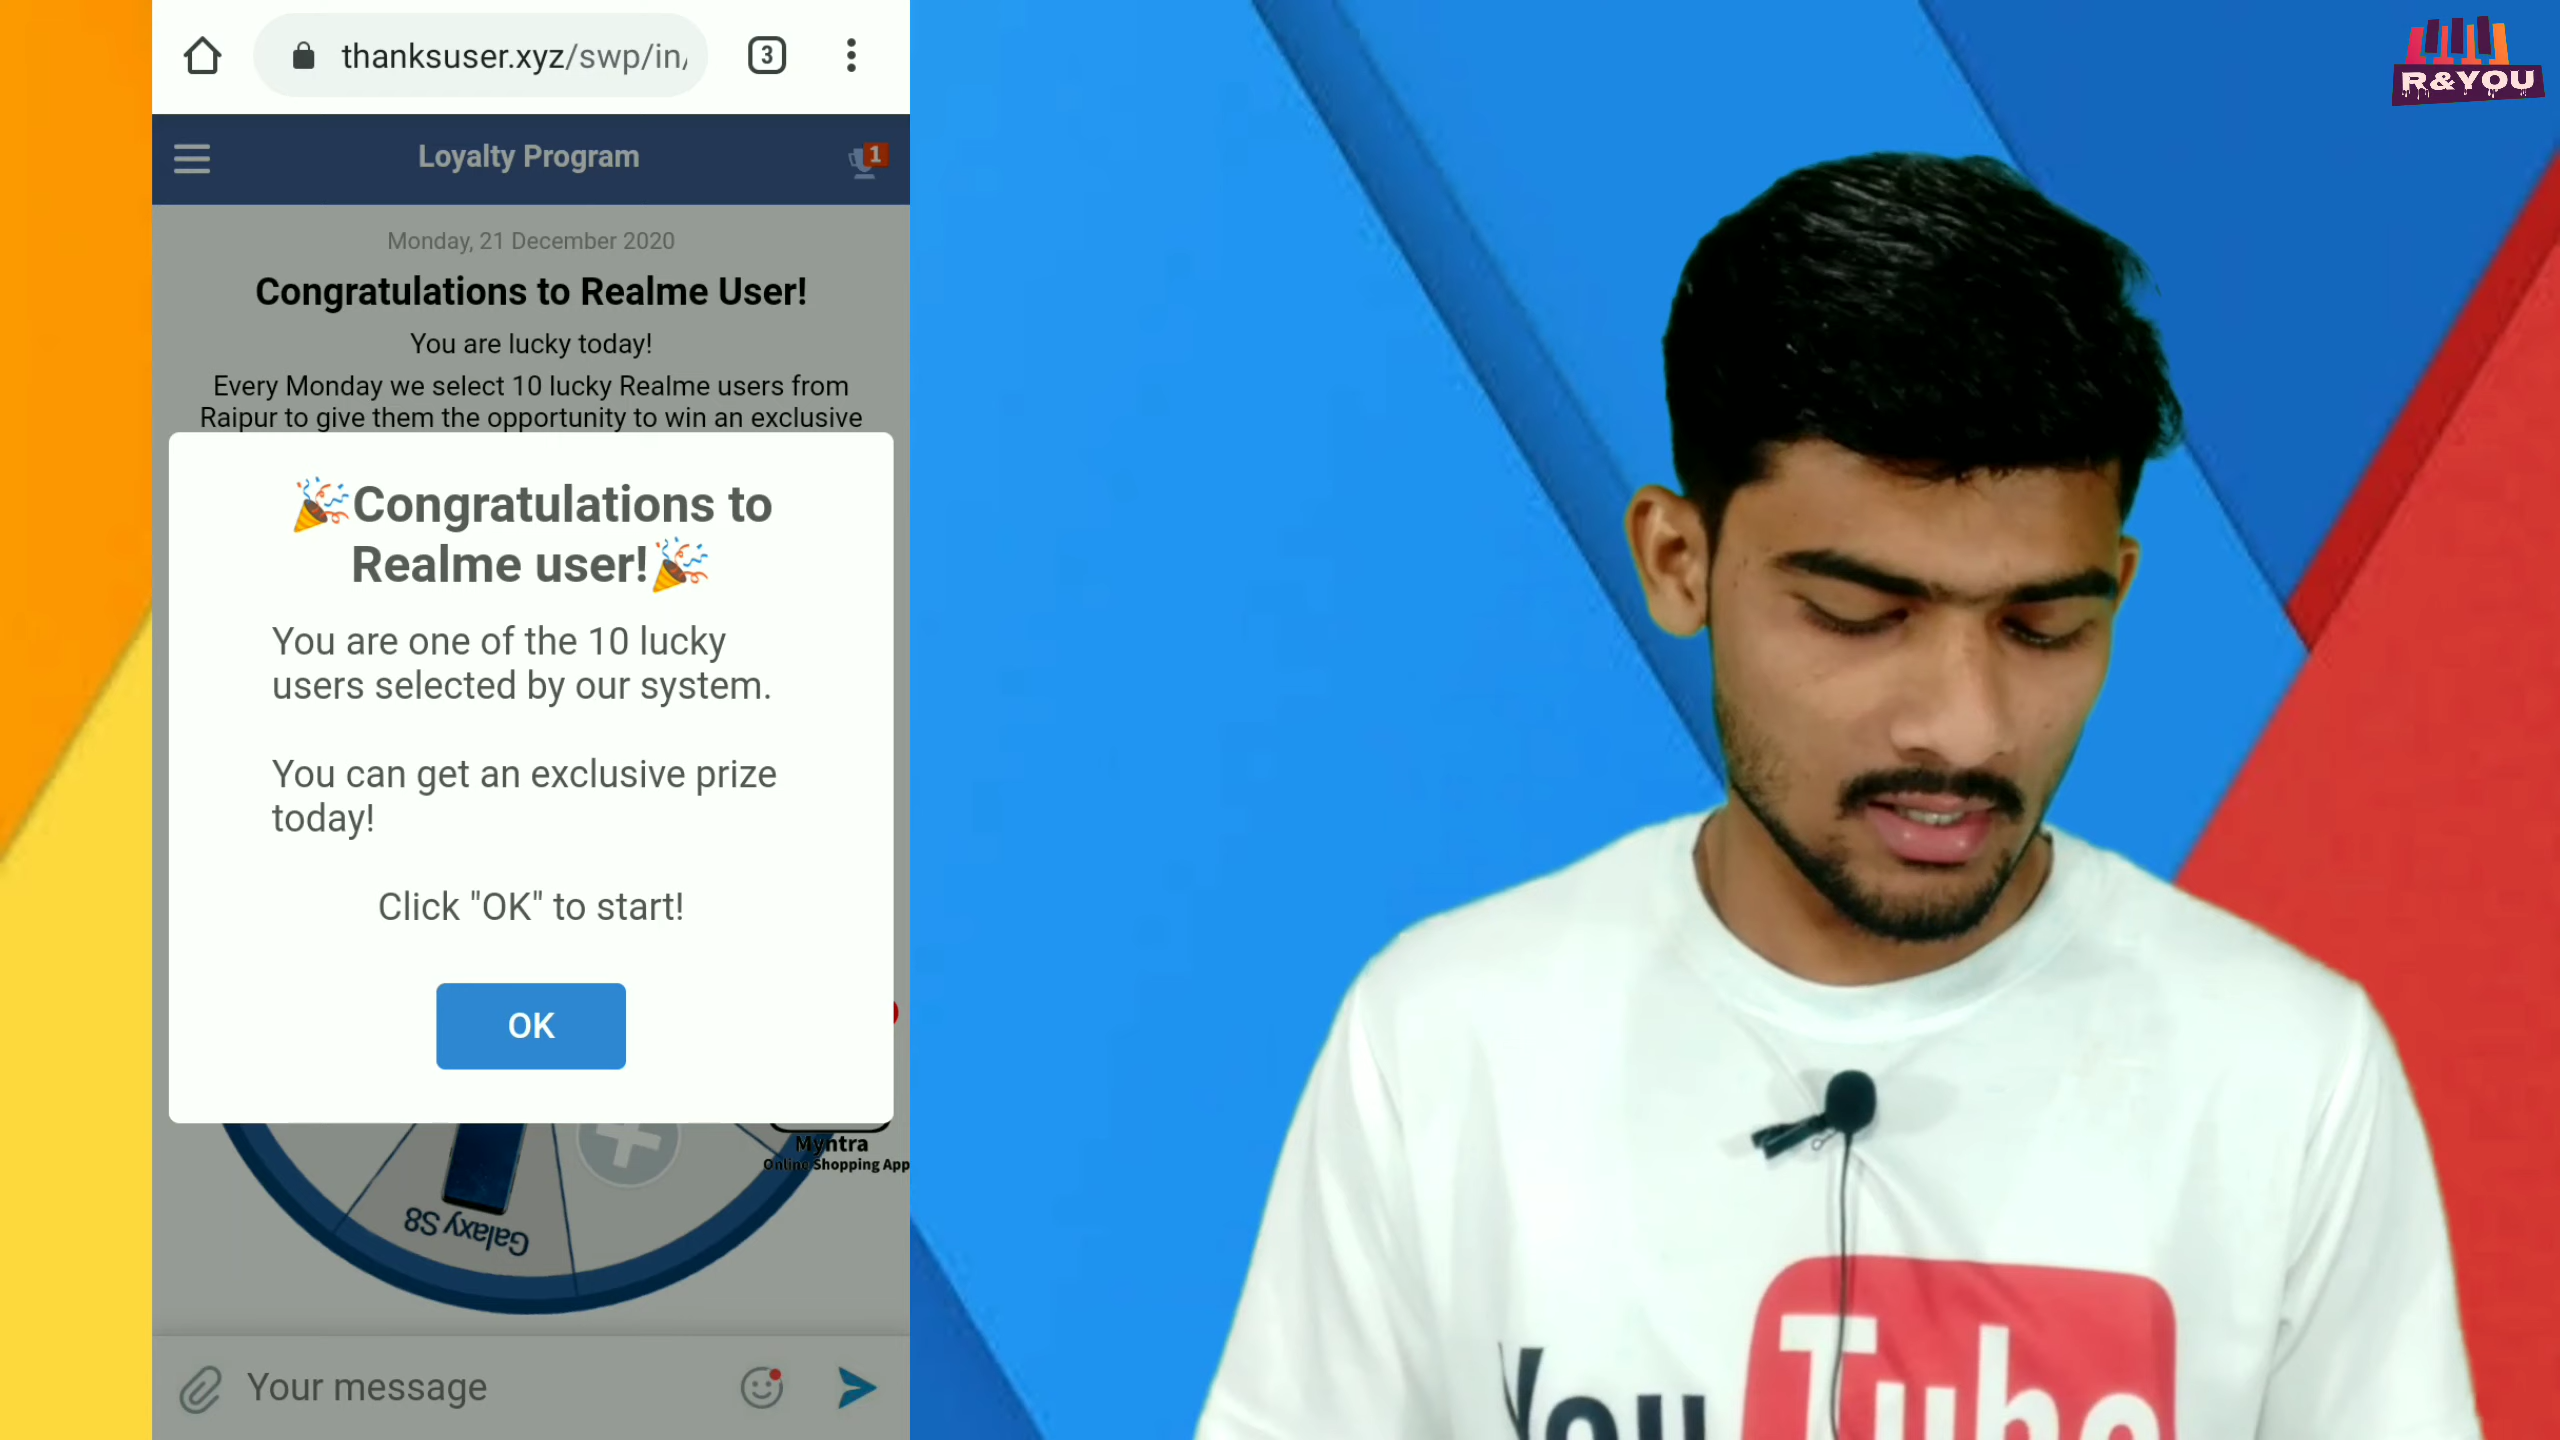 thanksuser.xyz/swp/in/
3
Loyalty Program
1
Monday, 21 December 2020
Congratulations to Realme User!
You are lucky today!
Every Monday we select 10 lucky Realme users from
Raipur to give them the opportunity to win an exclusive
🎉Congratulations to
Realme user!🎉
You are one of the 10 lucky
users selected by our system.
You can get an exclusive prize
today!
Click "OK" to start!
OK
Myntra
Online Shopping App
Galaxy S8
Your message
R&YOU
You Tube